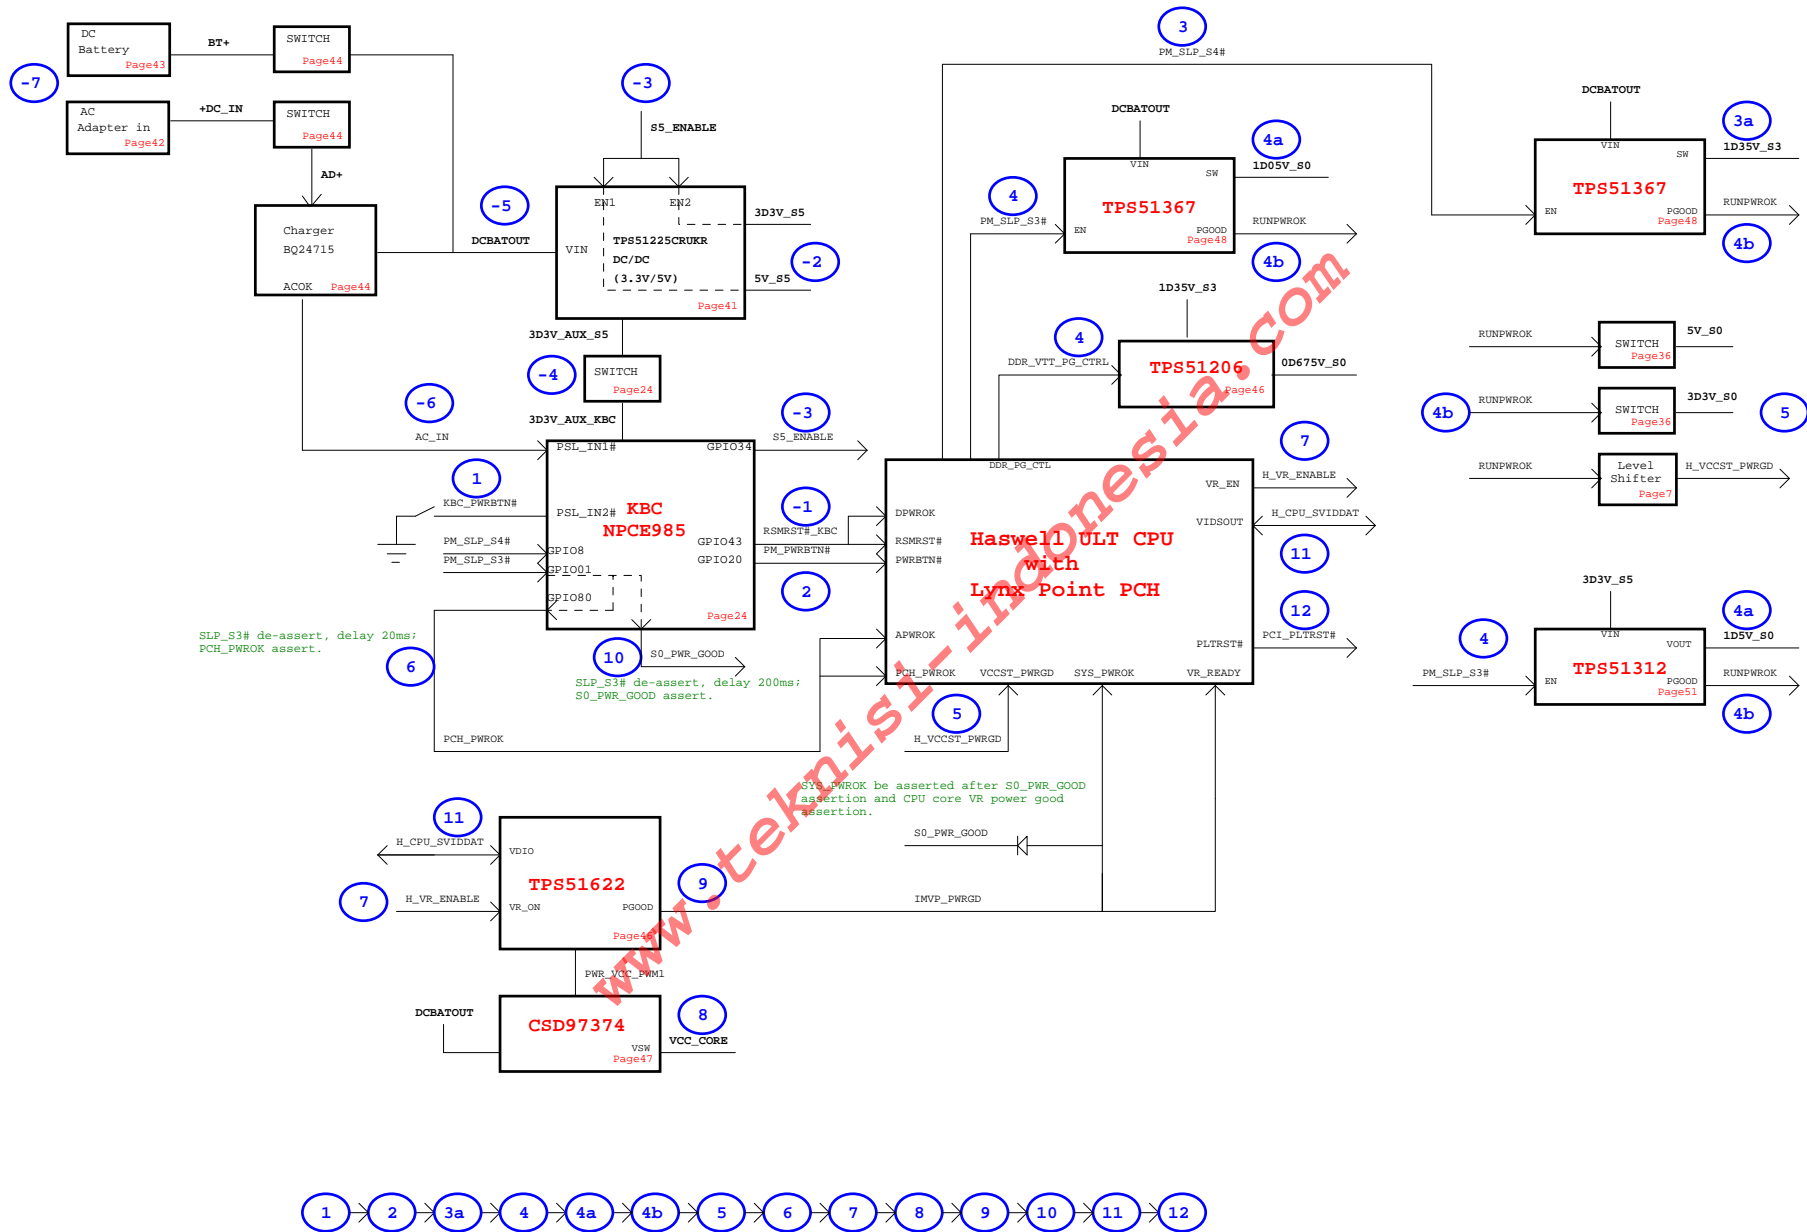 -7
DC
Battery
Page43
BT+
SWITCH
Page44
AC
Adapter in
Page42
+DC_IN
SWITCH
Page44
AD+
Charger
BQ24715
ACOK
Page44
-5
DCBATOUT
-3
S5_ENABLE
EN1
EN2
VIN
TPS51225CRUKR
DC/DC
(3.3V/5V)
Page41
3D3V_S5
-2
5V_S5
3D3V_AUX_S5
-4
SWITCH
Page24
3D3V_AUX_KBC
-6
AC_IN
1
KBC_PWRBTN#
PM_SLP_S4#
PM_SLP_S3#
PSL_IN1#
GPIO34
PSL_IN2#
KBC
NPCE985
GPIO43
GPIO20
GPIO8
GPIO01
GPIO80
Page24
-3
S5_ENABLE
-1
RSMRST#_KBC
PM_PWRBTN#
2
SLP_S3# de-assert, delay 20ms;
PCH_PWROK assert.
6
10
S0_PWR_GOOD
SLP_S3# de-assert, delay 200ms;
S0_PWR_GOOD assert.
PCH_PWROK
3
PM_SLP_S4#
DCBATOUT
4
PM_SLP_S3#
VIN
SW
TPS51367
EN
PGOOD
Page48
4a
1D05V_S0
RUNPWROK
4b
1D35V_S3
4
DDR_VTT_PG_CTRL
TPS51206
Page46
0D675V_S0
DDR_PG_CTL
DPWROK
RSMRST#
PWRBTN#
Haswell ULT CPU
with
Lynx Point PCH
VR_EN
VIDSOUT
APWROK
PLTRST#
PCH_PWROK
VCCST_PWRGD
SYS_PWROK
VR_READY
7
H_VR_ENABLE
H_CPU_SVIDDAT
11
12
PCI_PLTRST#
5
H_VCCST_PWRGD
SYS_PWROK be asserted after S0_PWR_GOOD
assertion and CPU core VR power good
assertion.
S0_PWR_GOOD
IMVP_PWRGD
DCBATOUT
VIN
SW
TPS51367
EN
PGOOD
Page48
3a
1D35V_S3
RUNPWROK
4b
RUNPWROK
SWITCH
Page36
5V_S0
4b
RUNPWROK
SWITCH
Page36
3D3V_S0
5
RUNPWROK
Level
Shifter
Page7
H_VCCST_PWRGD
3D3V_S5
4
PM_SLP_S3#
VIN
VOUT
TPS51312
EN
PGOOD
Page51
4a
1D5V_S0
RUNPWROK
4b
11
H_CPU_SVIDDAT
7
H_VR_ENABLE
VDIO
TPS51622
VR_ON
PGOOD
Page46
9
PWR_VCC_PWM1
DCBATOUT
CSD97374
VSW
Page47
8
VCC_CORE
www.teknisi-indonesia.com
1 2 3a 4 4a 4b 5 6 7 8 9 10 11 12